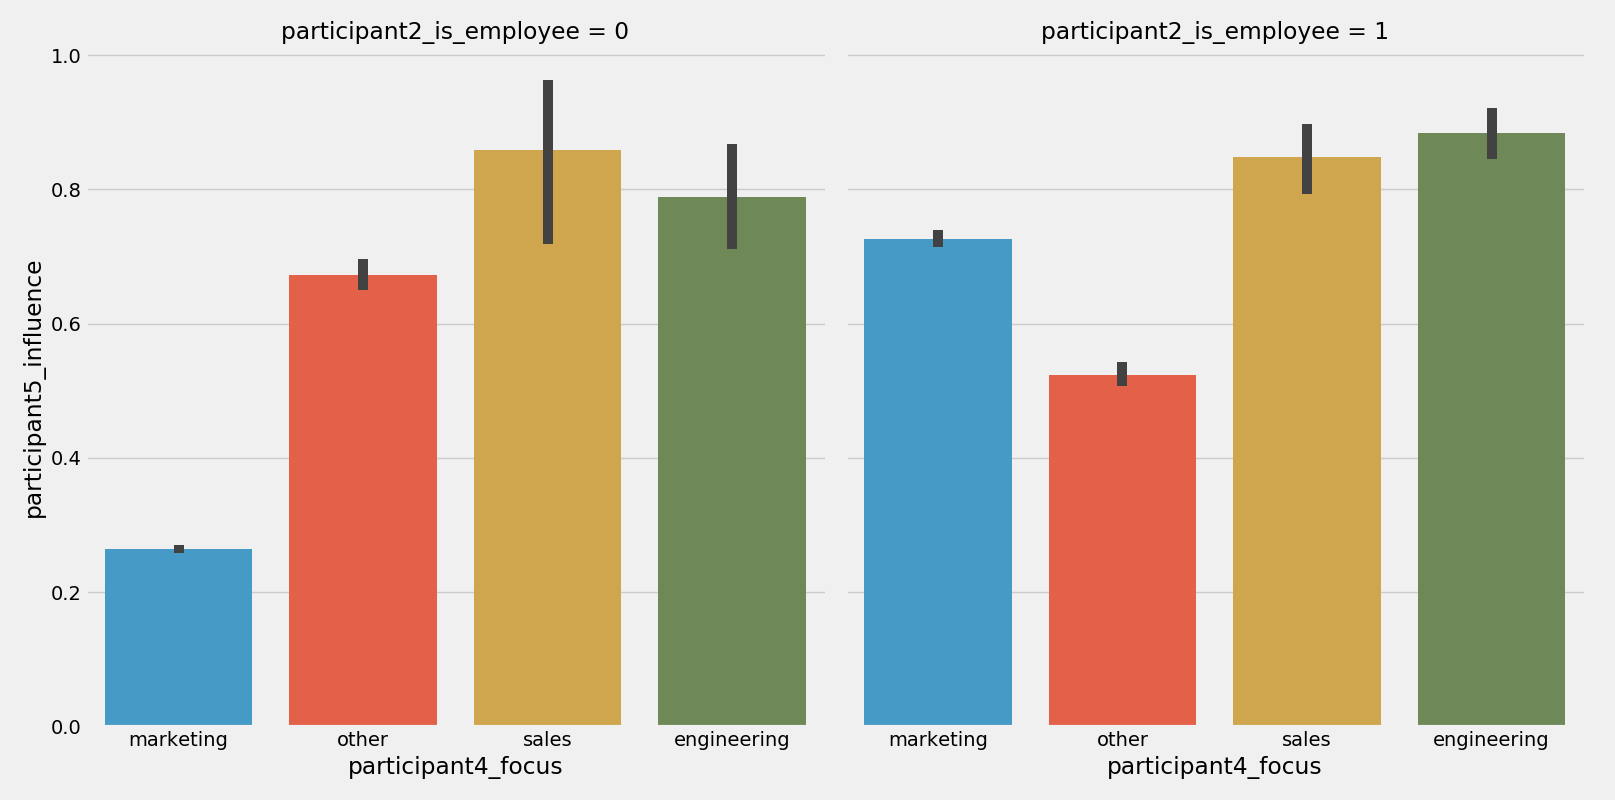 participant2_is_employee = 0
participant2_is_employee = 1
participant5_influence
1.0
0.8
0.6
0.4
0.2
0.0
marketing other sales engineering
marketing other sales engineering
participant4_focus
participant4_focus